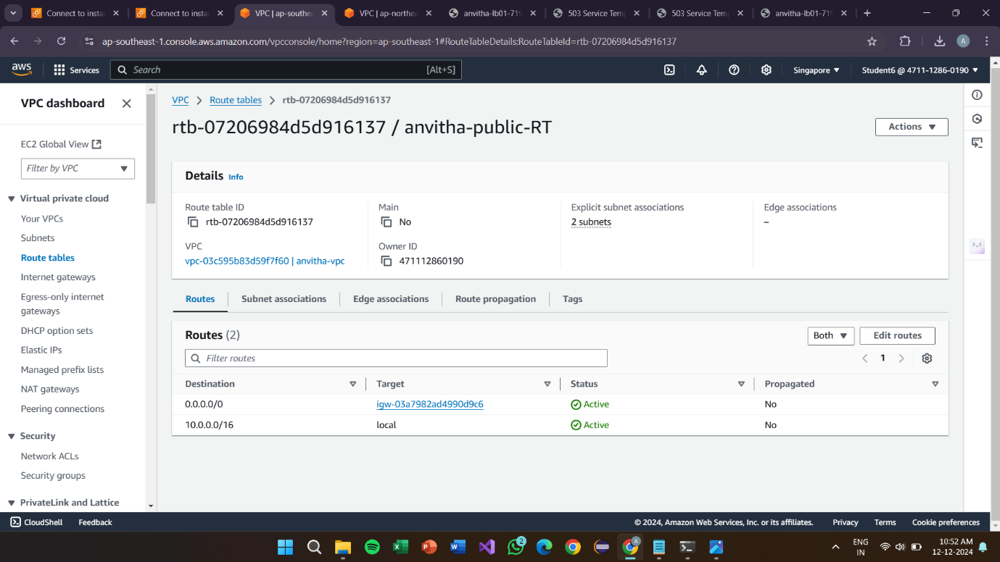 Connect to insta
Connect to instan
VPC | ap-southea
VPC | ap-northea
anvitha-lb01-719
503 Service Temp
503 Service Temp
anvitha-lb01-719
ap-southeast-1.console.aws.amazon.com/vpcconsole/home?region=ap-southeast-1#RouteTableDetails:RouteTableId=rtb-07206984d5d916137
A
aws
Services
Search
[Alt+S]
Singapore
Student6 @ 4711-1286-0190
VPC dashboard
EC2 Global View
Filter by VPC
Virtual private cloud
Your VPCs
Subnets
Route tables
Internet gateways
Egress-only internet
gateways
DHCP option sets
Elastic IPs
Managed prefix lists
NAT gateways
Peering connections
Security
Network ACLs
Security groups
PrivateLink and Lattice
VPC
Route tables
rtb-07206984d5d916137
rtb-07206984d5d916137 / anvitha-public-RT
Actions
Details Info
Route table ID
rtb-07206984d5d916137
Main
No
Explicit subnet associations
2 subnets
Edge associations
–
VPC
vpc-03c595b83d59f7f60 | anvitha-vpc
Owner ID
471112860190
Routes
Subnet associations
Edge associations
Route propagation
Tags
Routes (2)
Both
Edit routes
Filter routes
1
Destination Target Status Propagated
0.0.0.0/0 igw-03a7982ad4990d9c6 Active No
10.0.0.0/16 local Active No
CloudShell Feedback
© 2024, Amazon Web Services, Inc. or its affiliates. Privacy Terms Cookie preferences
2
A
ENG
IN
10:52 AM
12-12-2024